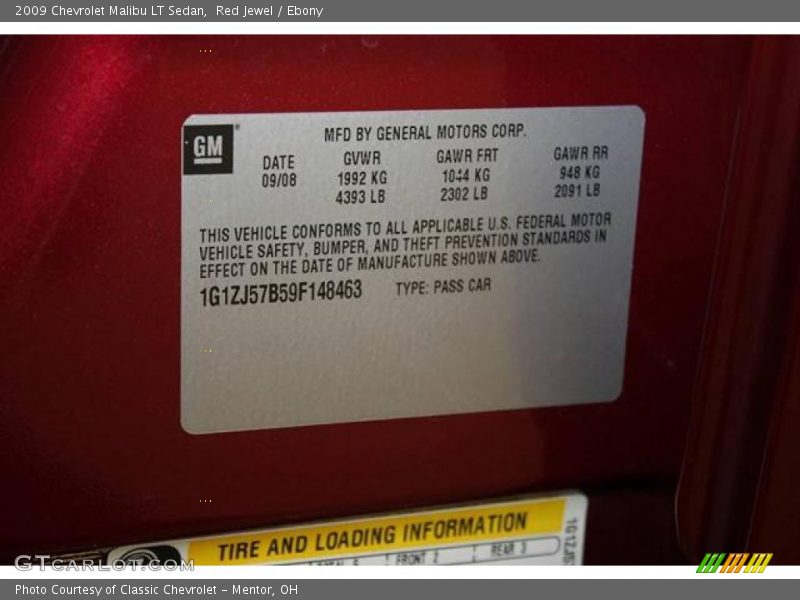 2009 Chevrolet Malibu LT Sedan, Red Jewel / Ebony
GM
MFD BY GENERAL MOTORS CORP.
DATE GVWR GAWR FRT GAWR RR
09/08 1992 KG 1044 KG 948 KG
4393 LB 2302 LB 2091 LB
THIS VEHICLE CONFORMS TO ALL APPLICABLE U.S. FEDERAL MOTOR
VEHICLE SAFETY, BUMPER, AND THEFT PREVENTION STANDARDS IN
EFFECT ON THE DATE OF MANUFACTURE SHOWN ABOVE.
1G1ZJ57B59F148463 TYPE: PASS CAR
TIRE AND LOADING INFORMATION
FRONT 2 REAR 3
GTCARLOT.COM
Photo Courtesy of Classic Chevrolet - Mentor, OH